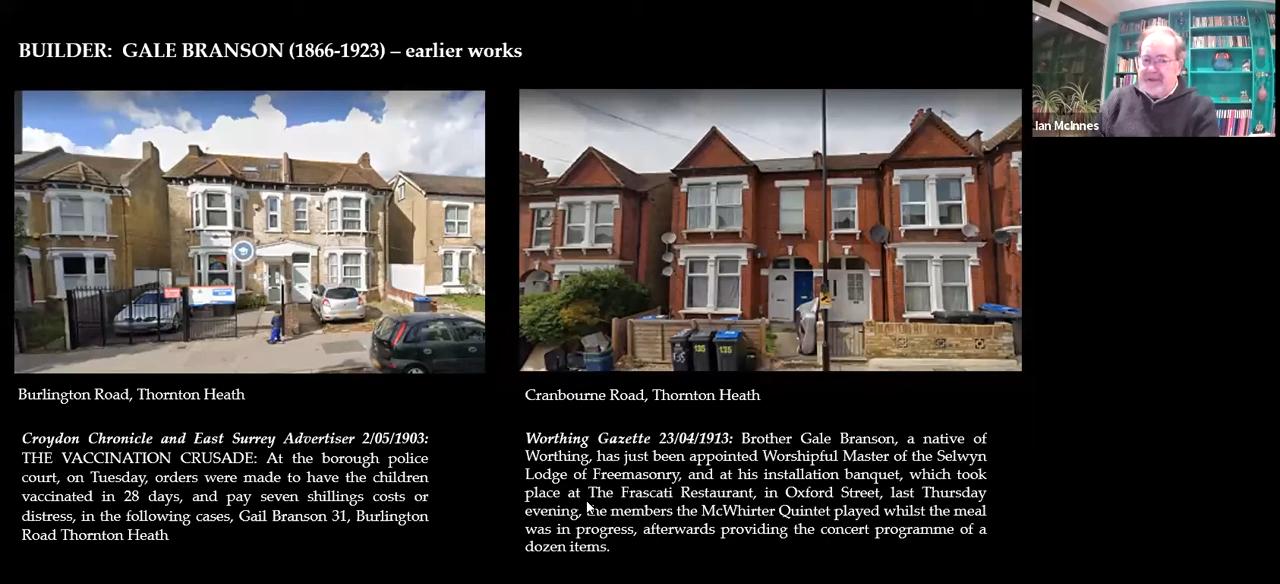 BUILDER: GALE BRANSON (1866-1923) – earlier works
Ian McInnes
Burlington Road, Thornton Heath
Croydon Chronicle and East Surrey Advertiser 2/05/1903:
THE VACCINATION CRUSADE: At the borough police
court, on Tuesday, orders were made to have the children
vaccinated in 28 days, and pay seven shillings costs or
distress, in the following cases, Gail Branson 31, Burlington
Road Thornton Heath
Cranbourne Road, Thornton Heath
Worthing Gazette 23/04/1913: Brother Gale Branson, a native of
Worthing, has just been appointed Worshipful Master of the Selwyn
Lodge of Freemasonry, and at his installation banquet, which took
place at The Frascati Restaurant, in Oxford Street, last Thursday
evening, the members the McWhirter Quintet played whilst the meal
was in progress, afterwards providing the concert programme of a
dozen items.
135
135
135